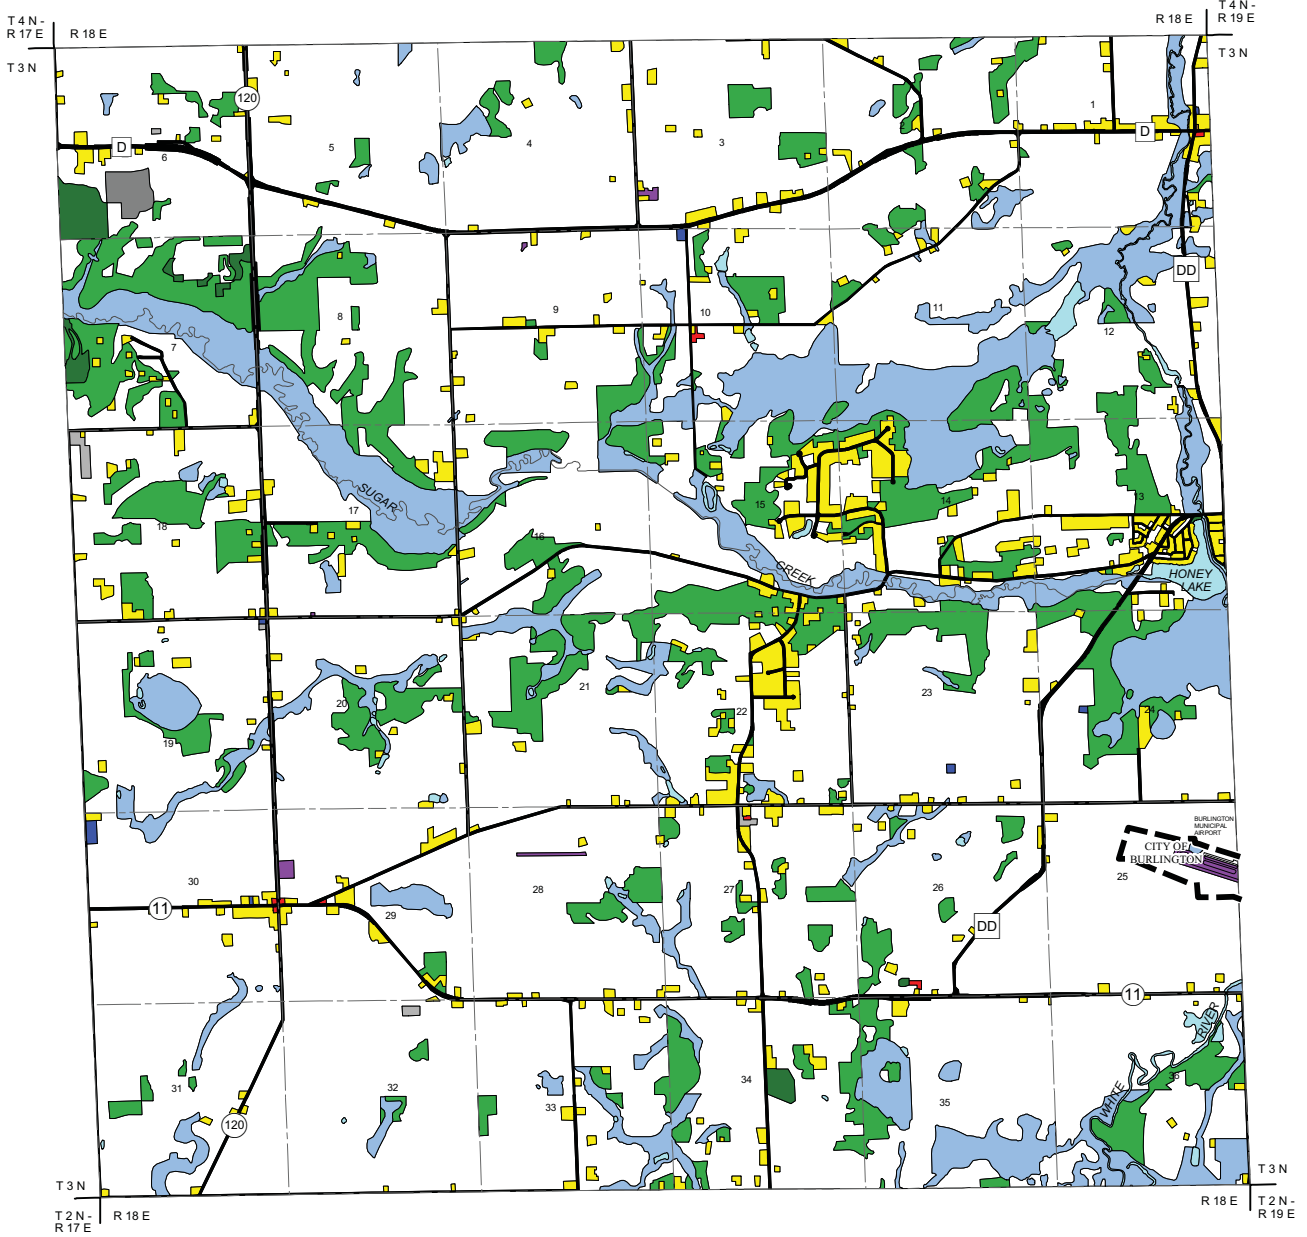 T 4 N -
R 17 E
R 18 E
R 18 E
T 4 N -
R 19 E
T 3 N
T 3 N
120
D
6
5
4
3
2
1
D
DD
7
8
9
10
11
12
SUGAR
18
17
16
15
14
13
CREEK
HONEY
LAKE
19
20
21
22
23
24
BURLINGTON
MUNICIPAL
AIRPORT
CITY OF
BURLINGTON
30
29
28
27
26
25
11
DD
11
RIVER
WHITE
31
32
33
34
35
36
120
T 3 N
T 3 N
T 2 N -
R 17 E
R 18 E
R 18 E
T 2 N -
R 19 E